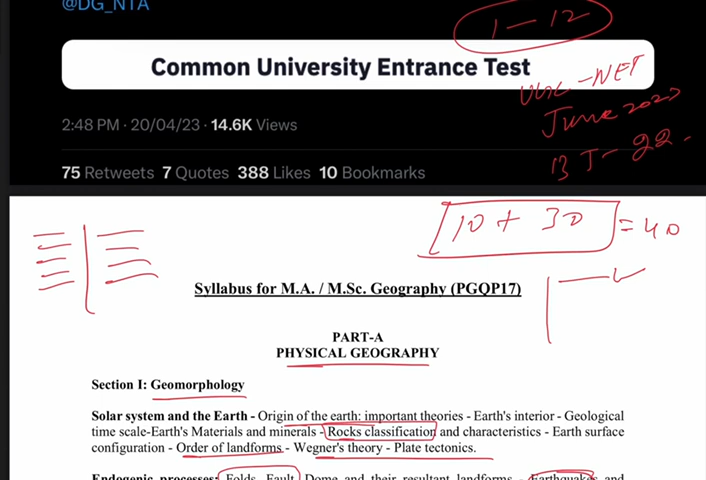 @DG_NTA
1-12
Common University Entrance Test
UGC-NET
June 2023
13 J-22.
2:48 PM · 20/04/23 · 14.6K Views
75 Retweets 7 Quotes 388 Likes 10 Bookmarks
10 + 30 = 40
Syllabus for M.A. / M.Sc. Geography (PGQP17)
PART-A
PHYSICAL GEOGRAPHY
Section I: Geomorphology
Solar system and the Earth - Origin of the earth: important theories - Earth's interior - Geological
time scale-Earth's Materials and minerals - Rocks classification and characteristics - Earth surface
configuration - Order of landforms - Wegner's theory - Plate tectonics.
Endogenic processes: Folds, Fault, Dome and their resultant landforms - Earthquakes and